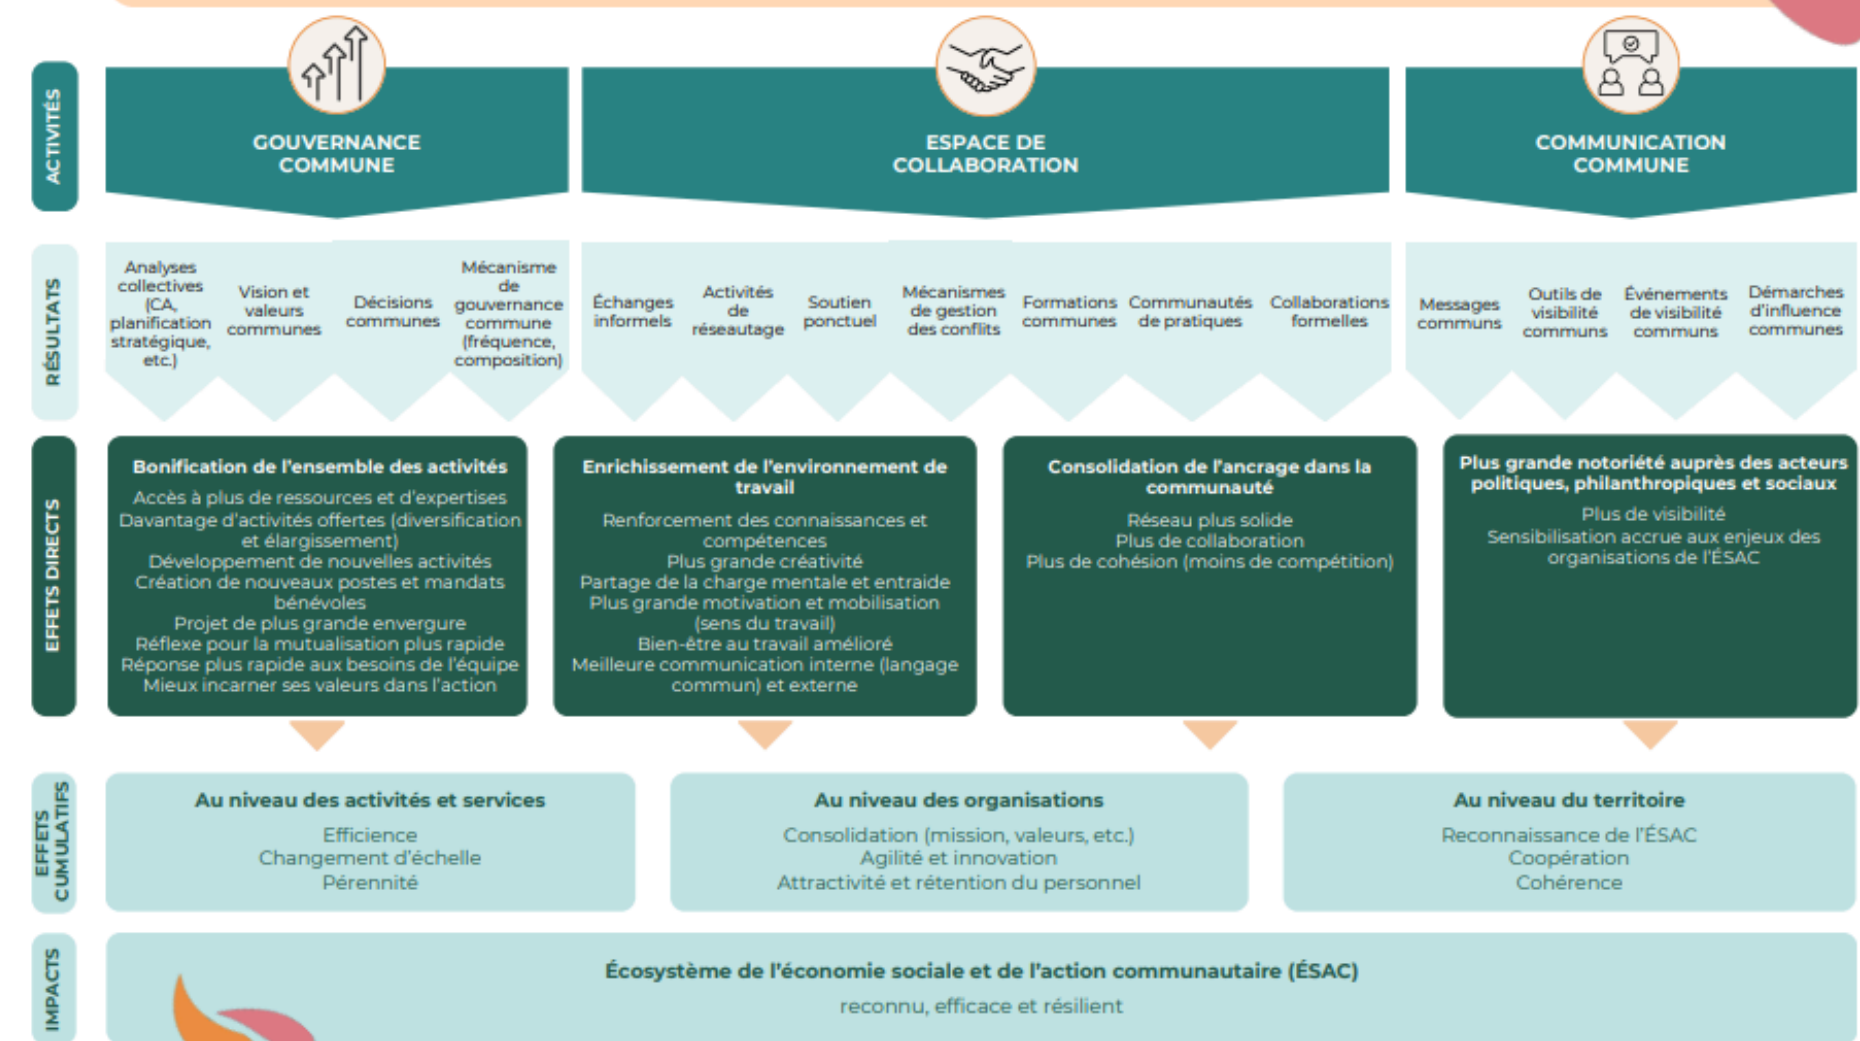 ACTIVITÉS
GOUVERNANCE
COMMUNE
ESPACE DE
COLLABORATION
COMMUNICATION
COMMUNE
RÉSULTATS
Analyses
collectives
(CA,
planification
stratégique,
etc.)
Vision et
valeurs
communes
Décisions
communes
Mécanisme
de
gouvernance
commune
(fréquence,
composition)
Échanges
informels
Activités
de
réseautage
Soutien
ponctuel
Mécanismes
de gestion
des conflits
Formations
communes
Communautés
de pratiques
Collaborations
formelles
Messages
communs
Outils de
visibilité
communs
Événements
de visibilité
communs
Démarches
d'influence
communes
EFFETS DIRECTS
Bonification de l'ensemble des activités
Accès à plus de ressources et d'expertises
Davantage d'activités offertes (diversification
et élargissement)
Développement de nouvelles activités
Création de nouveaux postes et mandats
bénévoles
Projet de plus grande envergure
Réflexe pour la mutualisation plus rapide
Réponse plus rapide aux besoins de l'équipe
Mieux incarner ses valeurs dans l'action
Enrichissement de l'environnement de
travail
Renforcement des connaissances et
compétences
Plus grande créativité
Partage de la charge mentale et entraide
Plus grande motivation et mobilisation
(sens du travail)
Bien-être au travail amélioré
Meilleure communication interne (langage
commun) et externe
Consolidation de l'ancrage dans la
communauté
Réseau plus solide
Plus de collaboration
Plus de cohésion (moins de compétition)
Plus grande notoriété auprès des acteurs
politiques, philanthropiques et sociaux
Plus de visibilité
Sensibilisation accrue aux enjeux des
organisations de l'ÉSAC
EFFETS
CUMULATIFS
Au niveau des activités et services
Efficience
Changement d'échelle
Pérennité
Au niveau des organisations
Consolidation (mission, valeurs, etc.)
Agilité et innovation
Attractivité et rétention du personnel
Au niveau du territoire
Reconnaissance de l'ÉSAC
Coopération
Cohérence
IMPACTS
Écosystème de l'économie sociale et de l'action communautaire (ÉSAC)
reconnu, efficace et résilient